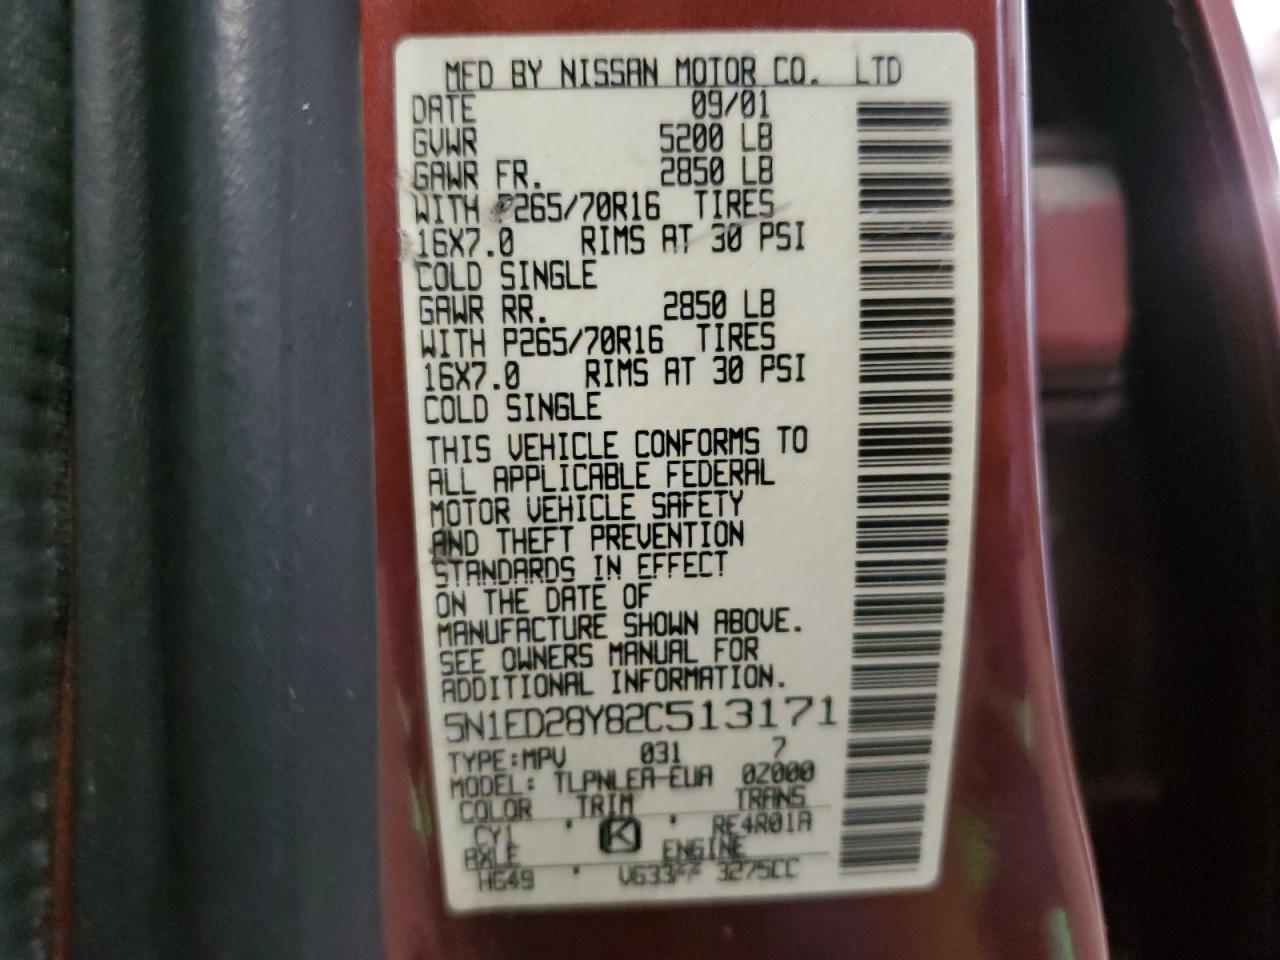 MFD BY NISSAN MOTOR CO. LTD
DATE 09/01
GVWR 5200 LB
GAWR FR. 2850 LB
WITH P265/70R16 TIRES
16X7.0 RIMS AT 30 PSI
COLD SINGLE
GAWR RR. 2850 LB
WITH P265/70R16 TIRES
16X7.0 RIMS AT 30 PSI
COLD SINGLE
THIS VEHICLE CONFORMS TO
ALL APPLICABLE FEDERAL
MOTOR VEHICLE SAFETY
AND THEFT PREVENTION
STANDARDS IN EFFECT
ON THE DATE OF
MANUFACTURE SHOWN ABOVE.
SEE OWNERS MANUAL FOR
ADDITIONAL INFORMATION.
5N1ED28Y82C513171
TYPE:MPV 031 7
MODEL: TLPNLEA-EUA 0Z000
COLOR TRIM TRANS
CY1 K RE4R01A
AXLE ENGINE
HG49 3275CC